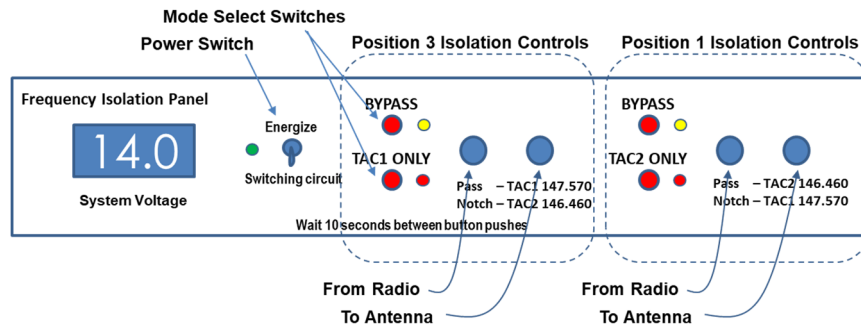 Mode Select Switches
Power Switch
Position 3 Isolation Controls
Position 1 Isolation Controls
Frequency Isolation Panel
14.0
System Voltage
Energize
Switching circuit
BYPASS
TAC1 ONLY
Pass – TAC1 147.570
Notch – TAC2 146.460
Wait 10 seconds between button pushes
BYPASS
TAC2 ONLY
Pass – TAC2 146.460
Notch – TAC1 147.570
From Radio
To Antenna
From Radio
To Antenna